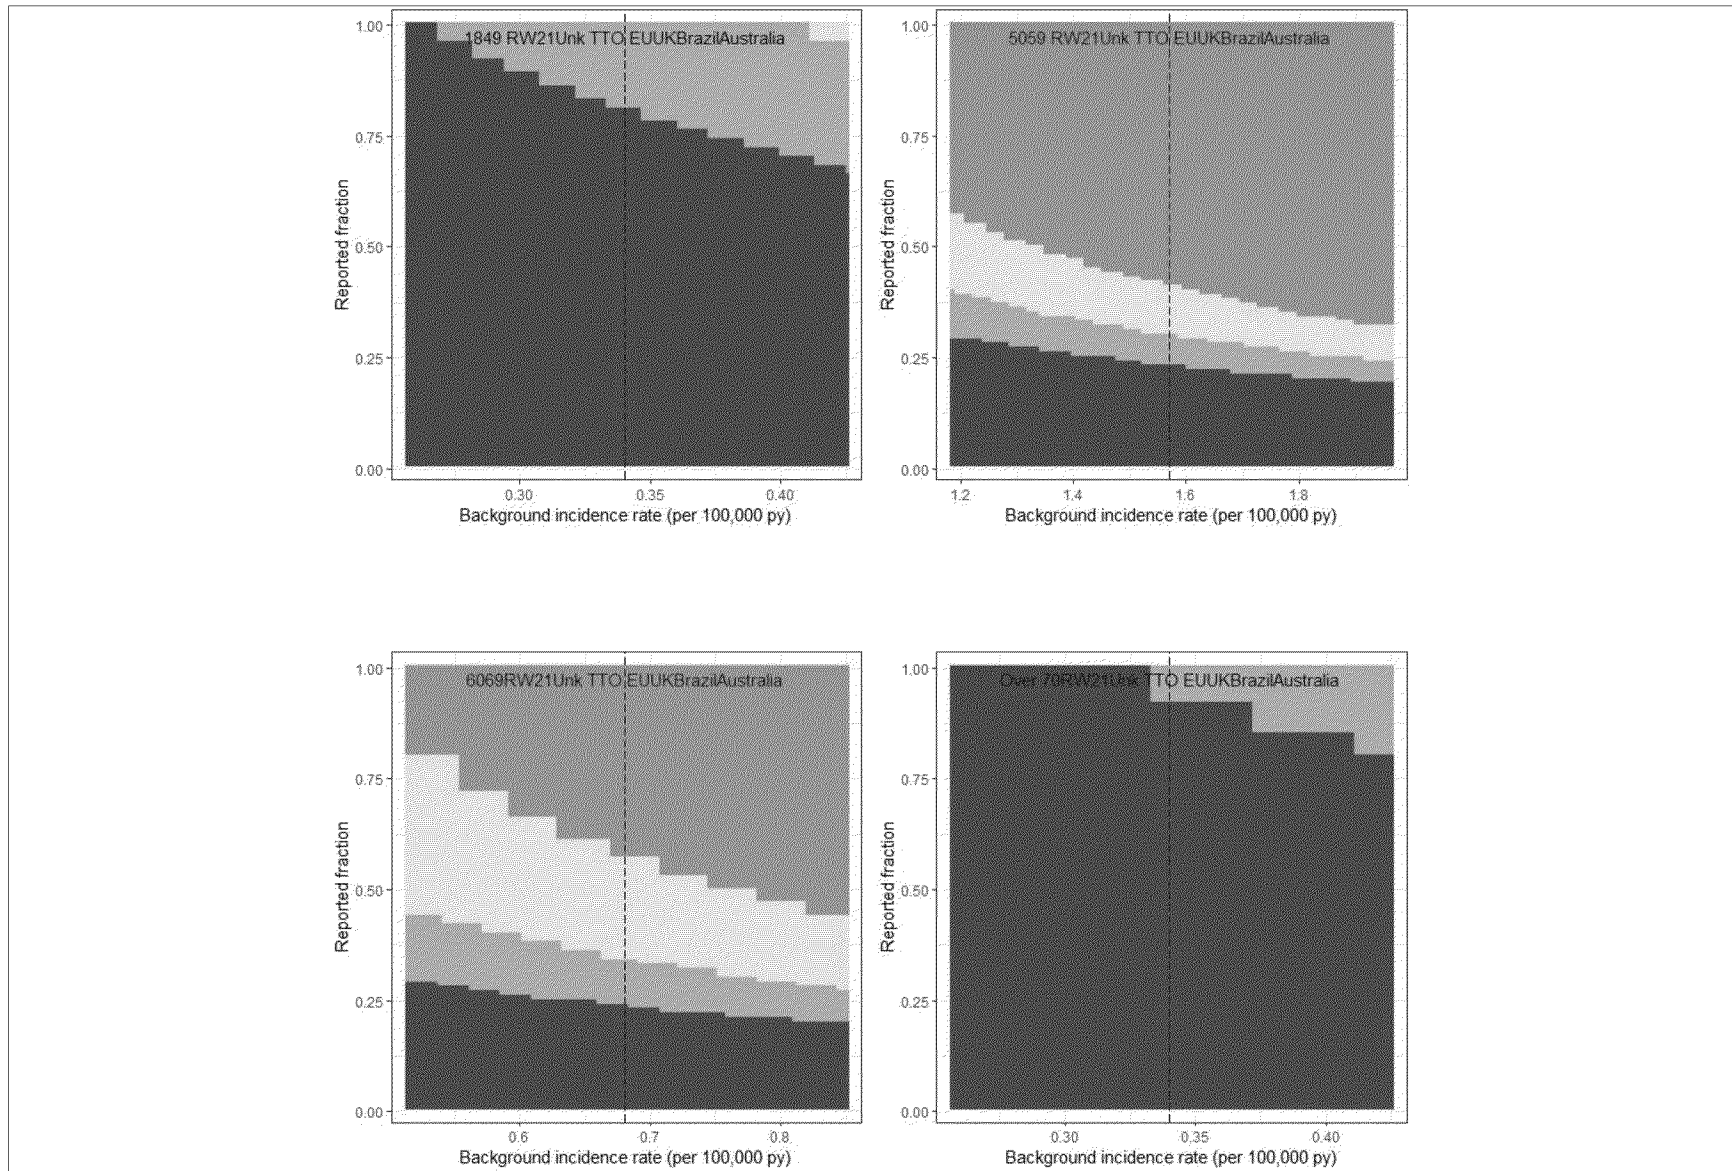 1849 RW21Unk TTO EUUKBrazilAustralia
1.00
0.75
0.50
0.25
0.00
Reported fraction
0.30 0.35 0.40
Background incidence rate (per 100,000 py)
5059 RW21Unk TTO EUUKBrazilAustralia
1.00
0.75
0.50
0.25
0.00
Reported fraction
1.2 1.4 1.6 1.8
Background incidence rate (per 100,000 py)
6069RW21Unk TTO EUUKBrazilAustralia
1.00
0.75
0.50
0.25
0.00
Reported fraction
0.6 0.7 0.8
Background incidence rate (per 100,000 py)
Over 70RW21Unk TTO EUUKBrazilAustralia
1.00
0.75
0.50
0.25
0.00
Reported fraction
0.30 0.35 0.40
Background incidence rate (per 100,000 py)